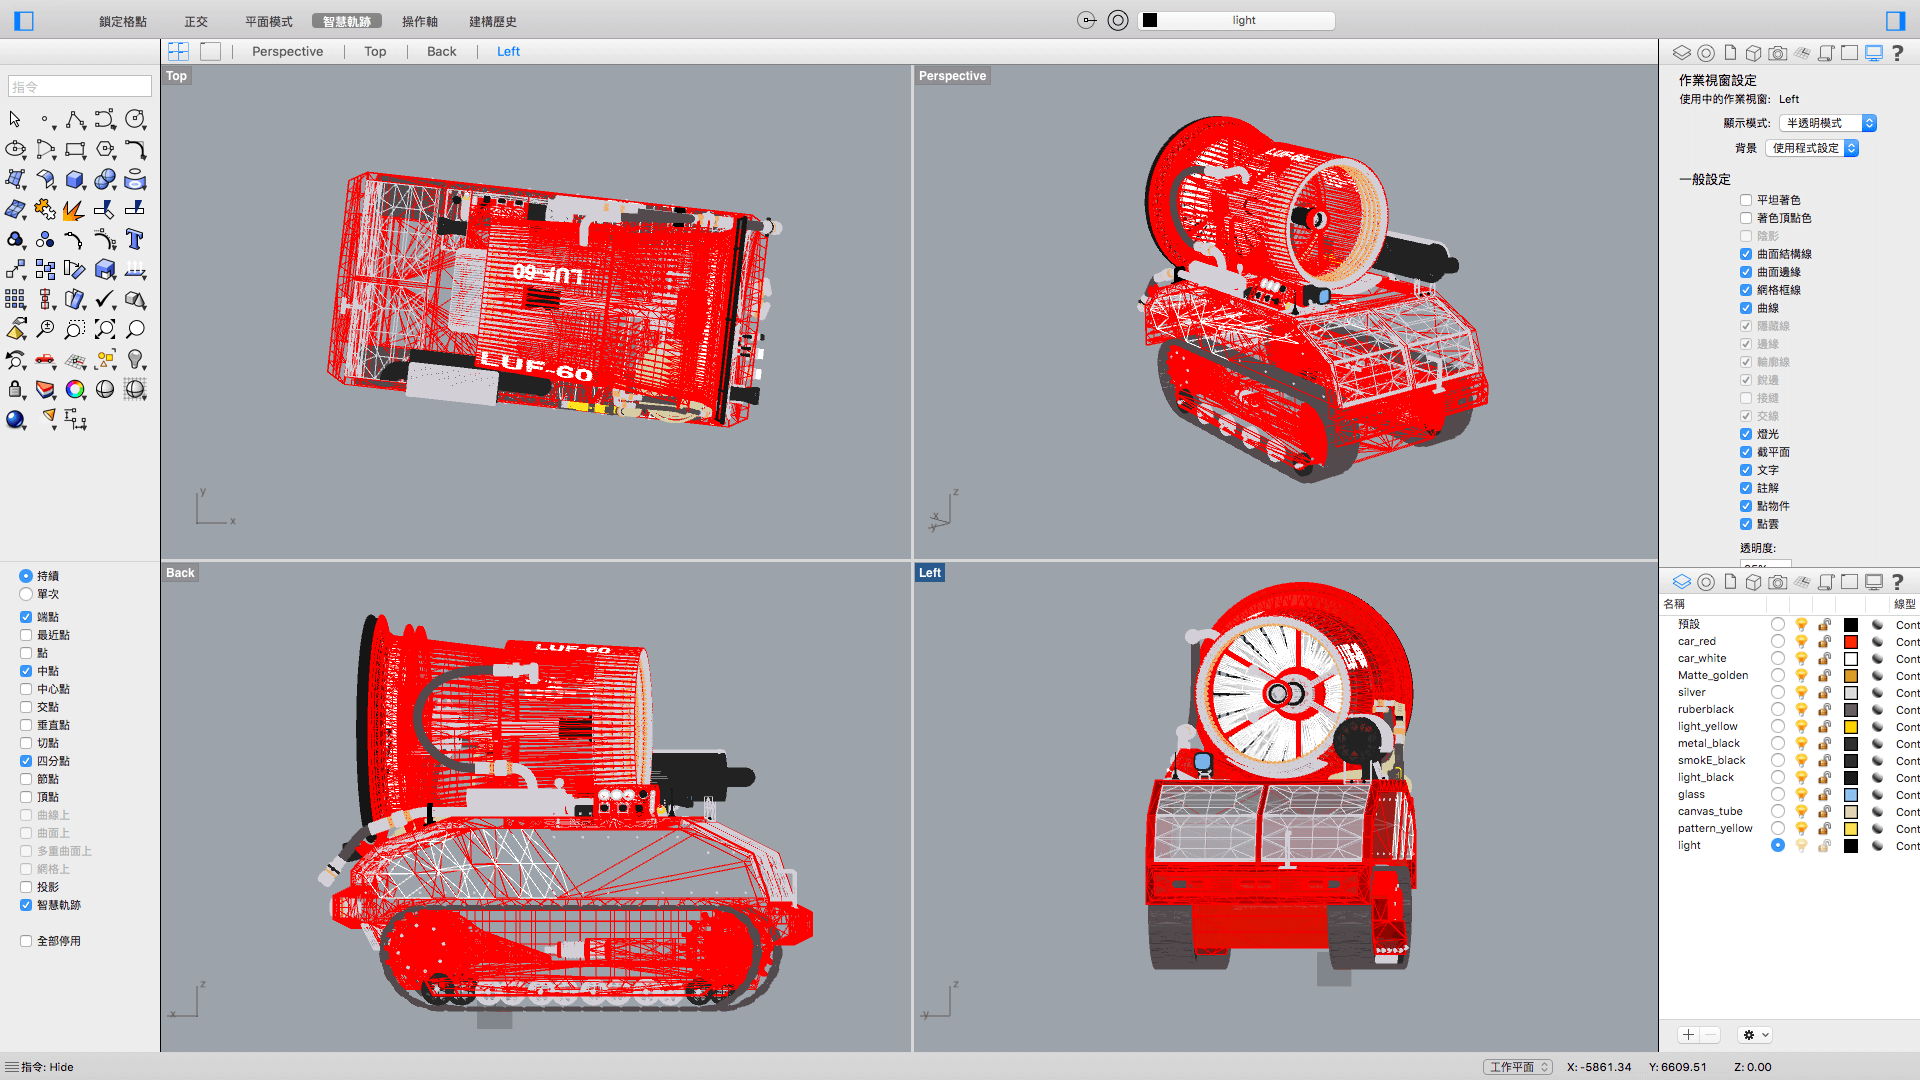 鎖定格點
正交
平面模式
智慧軌跡
操作軸
建構歷史
light
Perspective
Top
Back
Left
指令
Top
LUF-60
LUF-60
y
x
Perspective
LUF-60
z
x
y
Back
LUF-60
z
x
Left
z
y
持續
單次
端點
最近點
點
中點
中心點
交點
垂直點
切點
四分點
節點
頂點
曲線上
曲面上
多重曲面上
網格上
投影
智慧軌跡
全部停用
作業視窗設定
使用中的作業視窗: Left
顯示模式: 半透明模式
背景 使用程式設定
一般設定
平坦著色
著色頂點色
陰影
曲面結構線
曲面邊緣
網格框線
曲線
隱藏線
邊緣
輪廓線
銳邊
接縫
交線
燈光
截平面
文字
註解
點物件
點雲
透明度:
名稱 線型
預設 Cont
car_red Cont
car_white Cont
Matte_golden Cont
silver Cont
ruberblack Cont
light_yellow Cont
metal_black Cont
smokE_black Cont
light_black Cont
glass Cont
canvas_tube Cont
pattern_yellow Cont
light Cont
指令: Hide
工作平面
X: -5861.34
Y: 6609.51
Z: 0.00